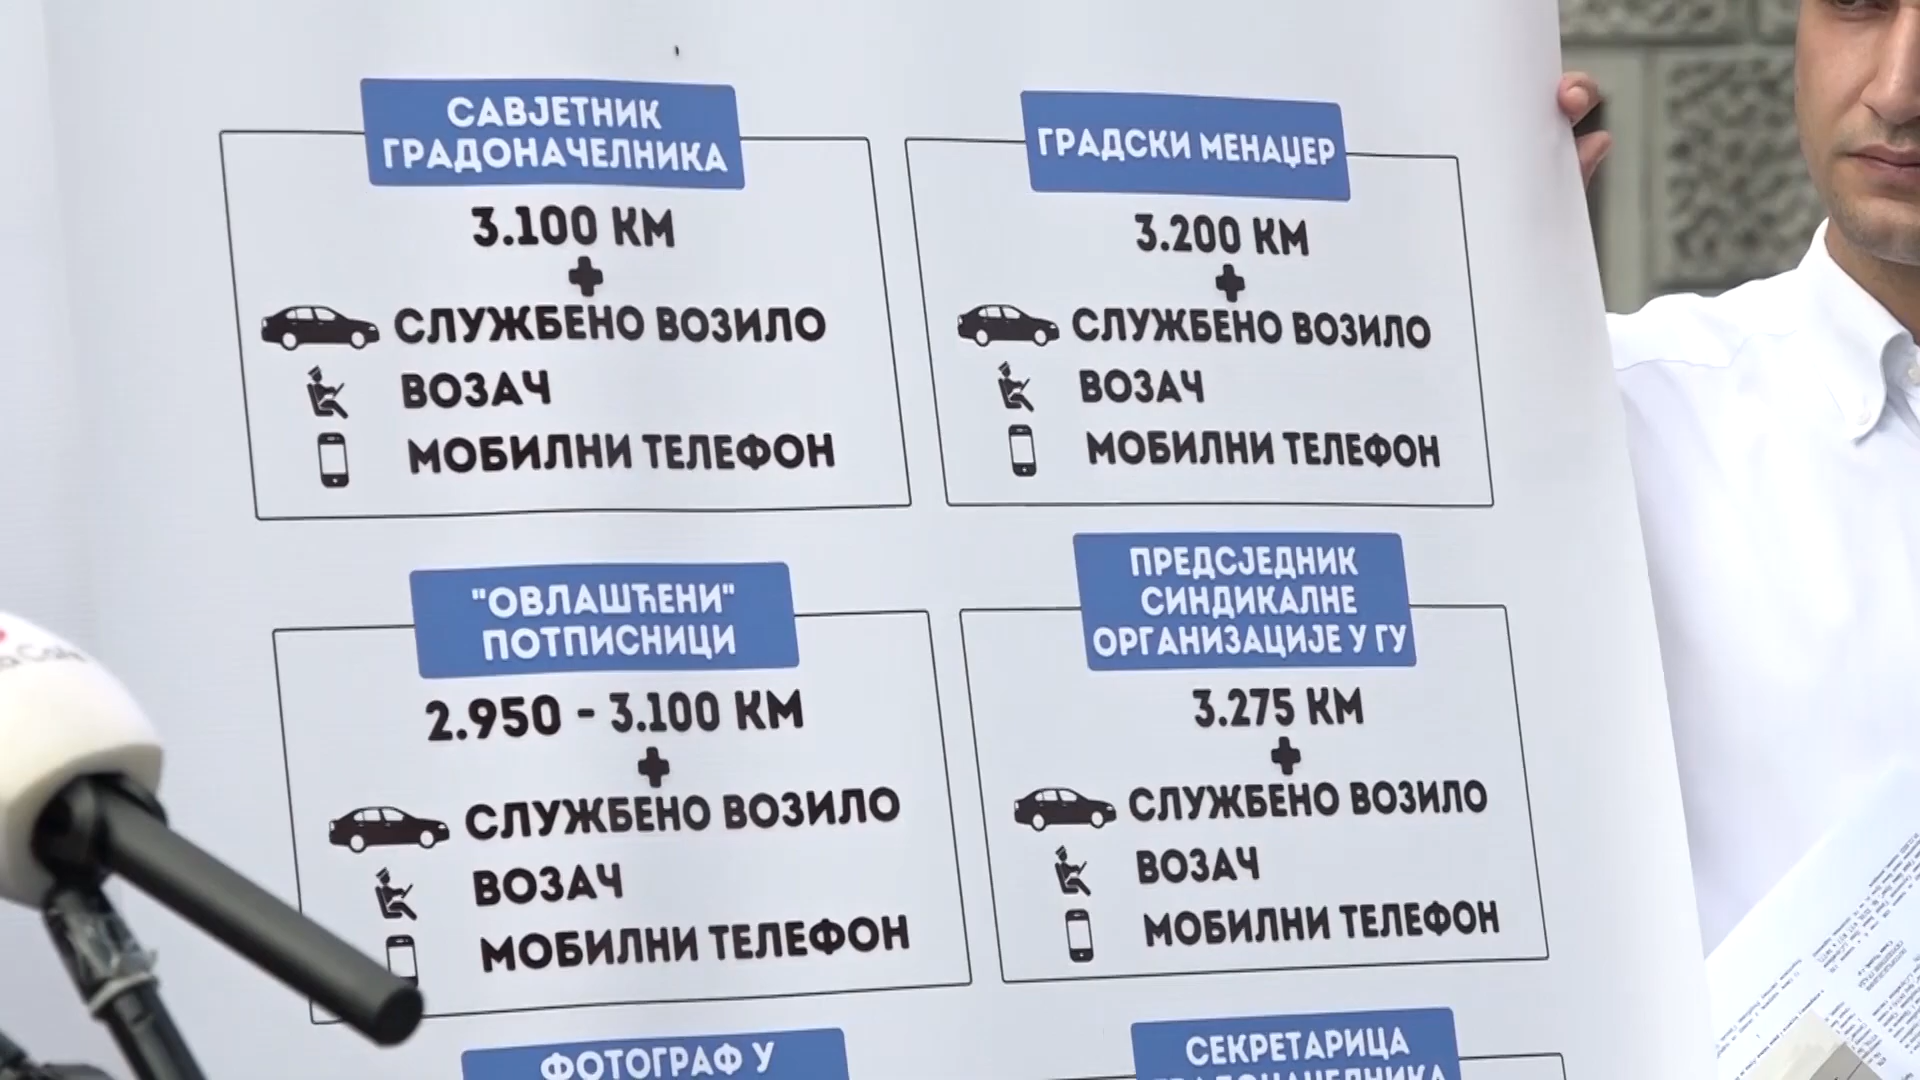 САВЈЕТНИК
ГРАДОНАЧЕЛНИКА
3.100 КМ
+
СЛУЖБЕНО ВОЗИЛО
ВОЗАЧ
МОБИЛНИ ТЕЛЕФОН
ГРАДСКИ МЕНАЏЕР
3.200 КМ
+
СЛУЖБЕНО ВОЗИЛО
ВОЗАЧ
МОБИЛНИ ТЕЛЕФОН
"ОВЛАШЋЕНИ"
ПОТПИСНИЦИ
2.950 - 3.100 КМ
+
СЛУЖБЕНО ВОЗИЛО
ВОЗАЧ
МОБИЛНИ ТЕЛЕФОН
ПРЕДСЈЕДНИК
СИНДИКАЛНЕ
ОРГАНИЗАЦИЈЕ У ГУ
3.275 КМ
+
СЛУЖБЕНО ВОЗИЛО
ВОЗАЧ
МОБИЛНИ ТЕЛЕФОН
ФОТОГРАФ У
СЕКРЕТАРИЦА
ГРАДОНАЧЕЛНИКА